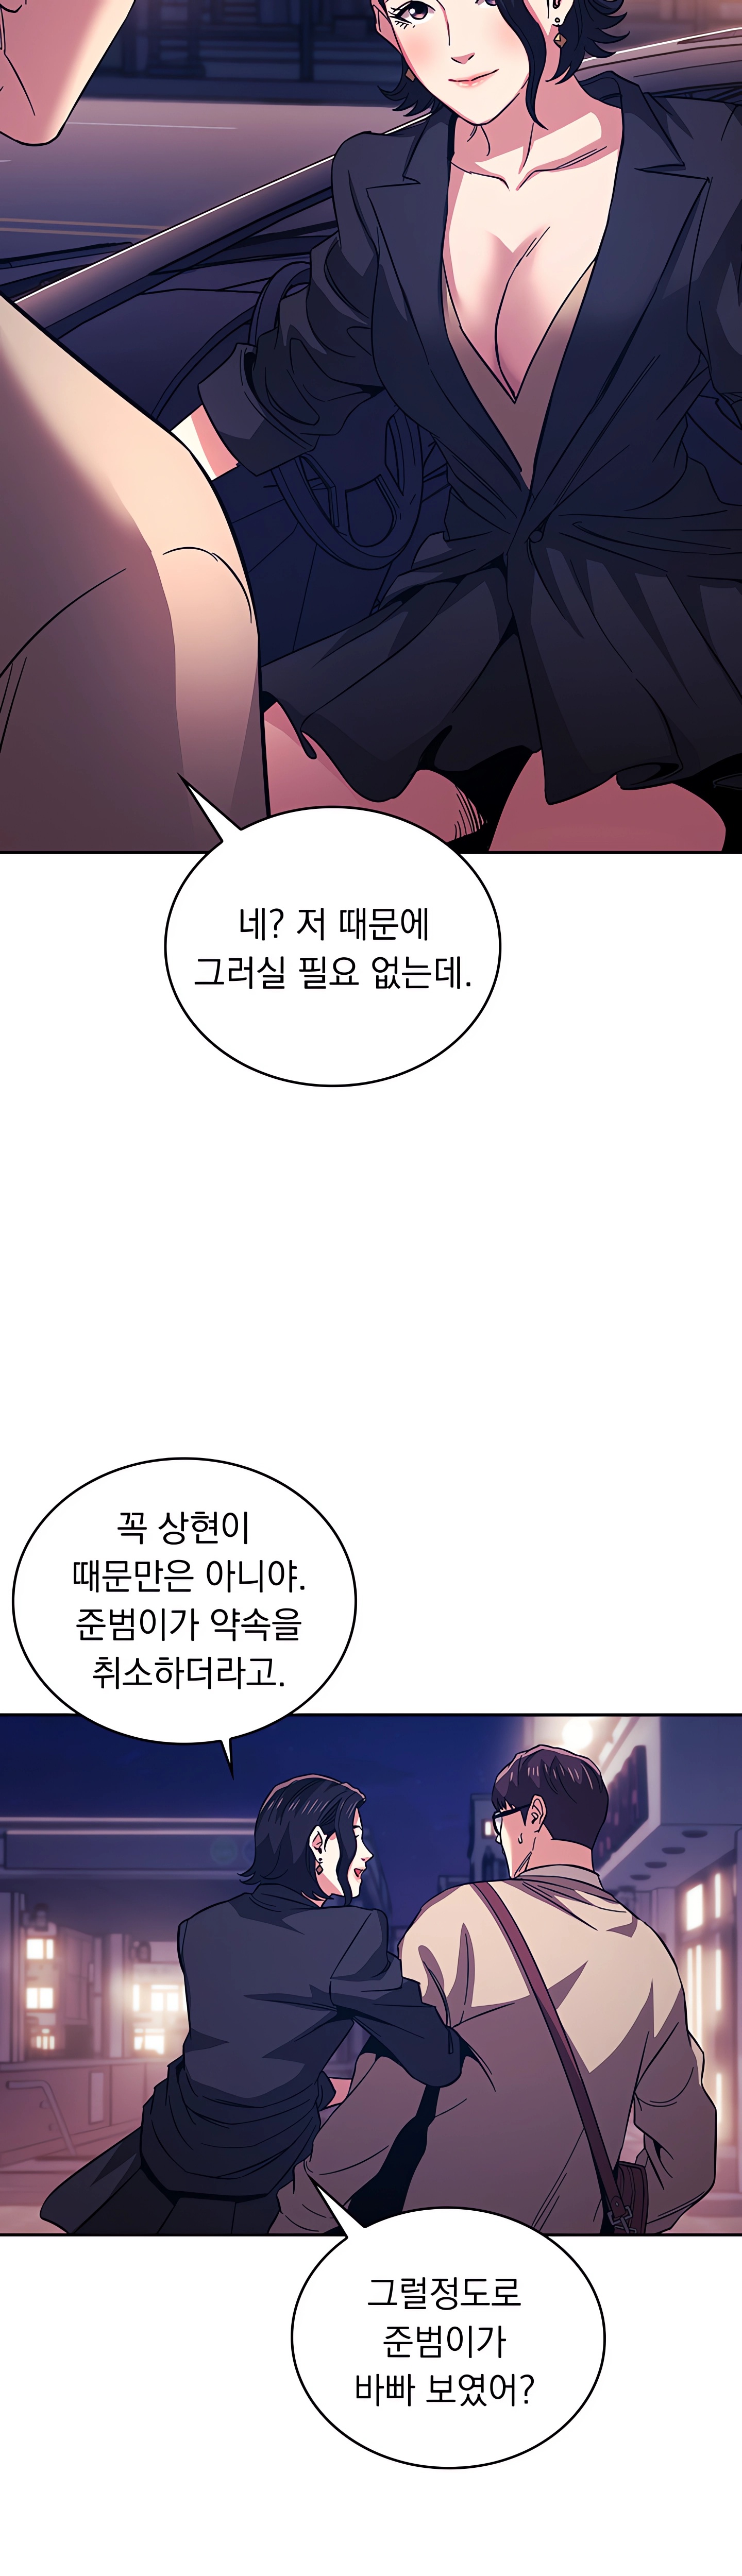 네? 저 때문에
그러실 필요 없는데.
꼭 상현이
때문만은 아니야.
준범이가 약속을
취소하더라고.
그럴정도로
준범이가
바빠 보였어?